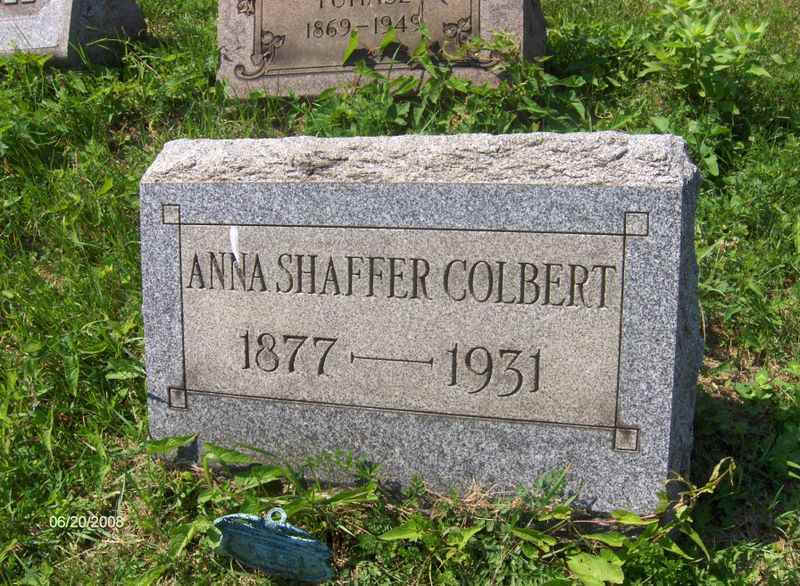 1869-1949
ANNA SHAFFER COLBERT
1877 — 1931
06/20/2008